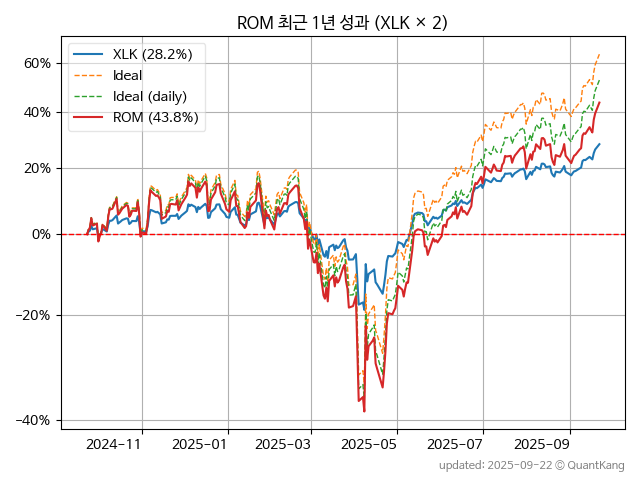 ROM 최근 1년 성과 (XLK × 2)
XLK (28.2%)
Ideal
Ideal (daily)
ROM (43.8%)
60%
40%
20%
0%
−20%
−40%
2024-11 2025-01 2025-03 2025-05 2025-07 2025-09
updated: 2025-09-22 © QuantKang